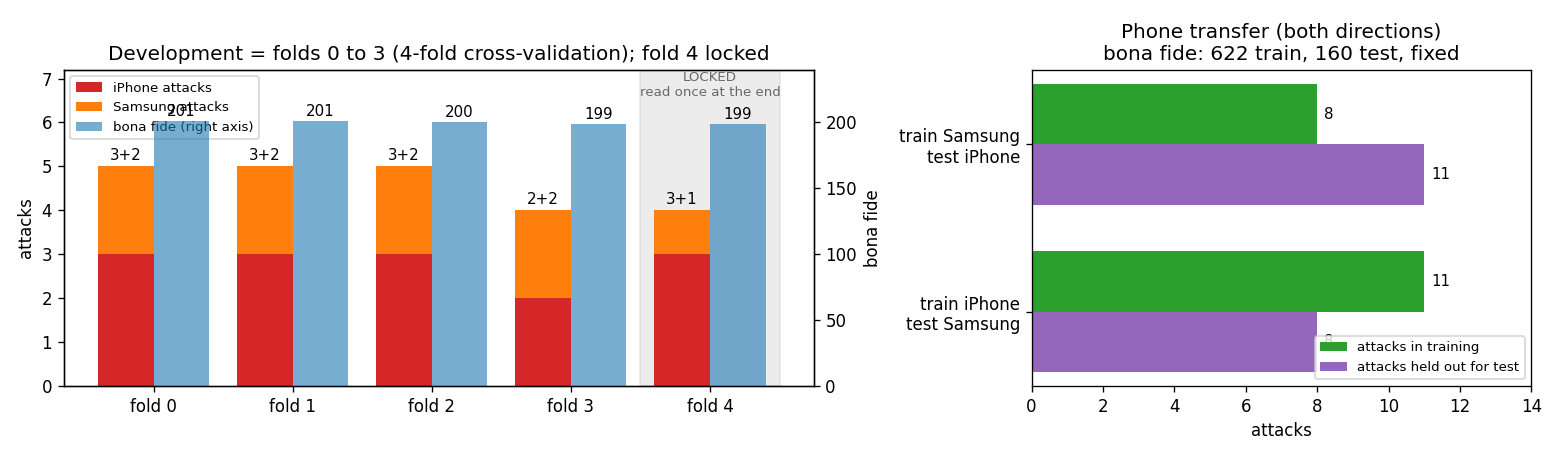 Development = folds 0 to 3 (4-fold cross-validation); fold 4 locked
7
6
5
4
3
2
1
0
attacks
iPhone attacks
Samsung attacks
bona fide (right axis)
LOCKED
read once at the end
3+2
201
3+2
201
3+2
200
2+2
199
3+1
199
fold 0
fold 1
fold 2
fold 3
fold 4
200
150
100
50
0
bona fide
Phone transfer (both directions)
bona fide: 622 train, 160 test, fixed
train Samsung
test iPhone
8
11
train iPhone
test Samsung
11
8
attacks in training
attacks held out for test
0 2 4 6 8 10 12 14
attacks